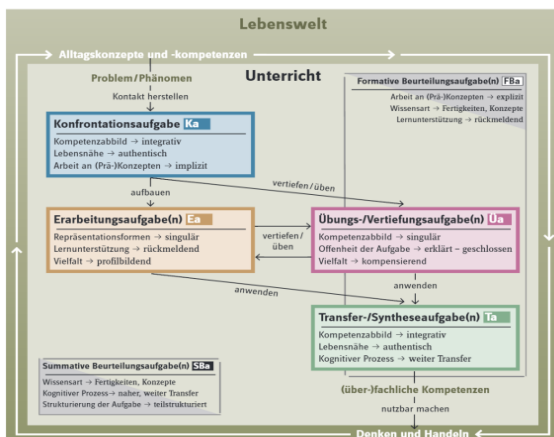 Lebenswelt
Alltagskonzepte und -kompetenzen
Problem/Phänomen
Unterricht
Kontakt herstellen
Formative Beurteilungsaufgabe(n) FBa
Arbeit an (Prä-)Konzepten → explizit
Wissensart → Fertigkeiten, Konzepte
Lernunterstützung → rückmeldend
Konfrontationsaufgabe Ka
Kompetenzabbild → integrativ
Lebensnähe → authentisch
Arbeit an (Prä-)Konzepten → implizit
aufbauen
vertiefen/üben
Erarbeitungsaufgabe(n) Ea
Repräsentationsformen → singulär
Lernunterstützung → rückmeldend
Vielfalt → profilbildend
vertiefen/
üben
Übungs-/Vertiefungsaufgabe(n) Üa
Kompetenzabbild → singulär
Offenheit der Aufgabe → erklärt – geschlossen
Vielfalt → kompensierend
anwenden
anwenden
Transfer-/Syntheseaufgabe(n) Ta
Kompetenzabbild → integrativ
Lebensnähe → authentisch
Kognitiver Prozess → weiter Transfer
Summative Beurteilungsaufgabe(n) SBa
Wissensart → Fertigkeiten, Konzepte
Kognitiver Prozess → naher, weiter Transfer
Strukturierung der Aufgabe → teilstrukturiert
(über-)fachliche Kompetenzen
nutzbar machen
Denken und Handeln